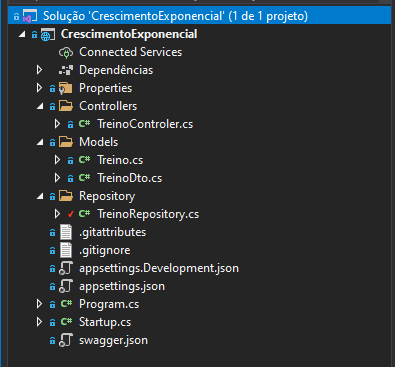 Solução 'CrescimentoExponencial' (1 de 1 projeto)
CrescimentoExponencial
Connected Services
Dependências
Properties
Controllers
C# TreinoControler.cs
Models
C# Treino.cs
C# TreinoDto.cs
Repository
C# TreinoRepository.cs
.gitattributes
.gitignore
appsettings.Development.json
appsettings.json
C# Program.cs
C# Startup.cs
swagger.json